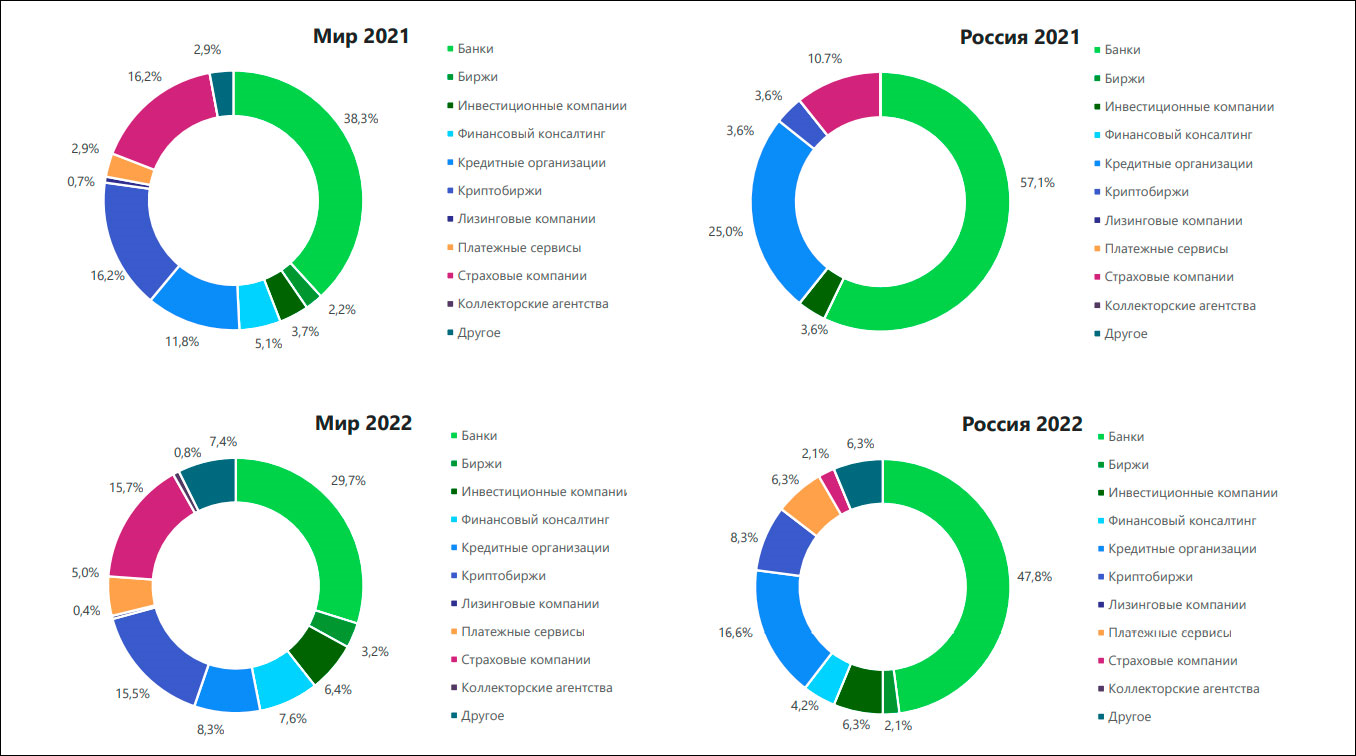 Мир 2021
2,9%
16,2%
38,3%
2,9%
0,7%
16,2%
2,2%
3,7%
5,1%
11,8%
Банки
Биржи
Инвестиционные компании
Финансовый консалтинг
Кредитные организации
Криптобиржи
Лизинговые компании
Платежные сервисы
Страховые компании
Коллекторские агентства
Другое
Россия 2021
10.7%
3,6%
3,6%
57,1%
25,0%
3,6%
Банки
Биржи
Инвестиционные компании
Финансовый консалтинг
Кредитные организации
Криптобиржи
Лизинговые компании
Платежные сервисы
Страховые компании
Коллекторские агентства
Другое
Мир 2022
7,4%
0,8%
29,7%
15,7%
5,0%
0,4%
3,2%
15,5%
6,4%
7,6%
8,3%
Банки
Биржи
Инвестиционные компании
Финансовый консалтинг
Кредитные организации
Криптобиржи
Лизинговые компании
Платежные сервисы
Страховые компании
Коллекторские агентства
Другое
Россия 2022
6,3%
2,1%
6,3%
8,3%
47,8%
16,6%
4,2%
6,3%
2,1%
Банки
Биржи
Инвестиционные компании
Финансовый консалтинг
Кредитные организации
Криптобиржи
Лизинговые компании
Платежные сервисы
Страховые компании
Коллекторские агентства
Другое